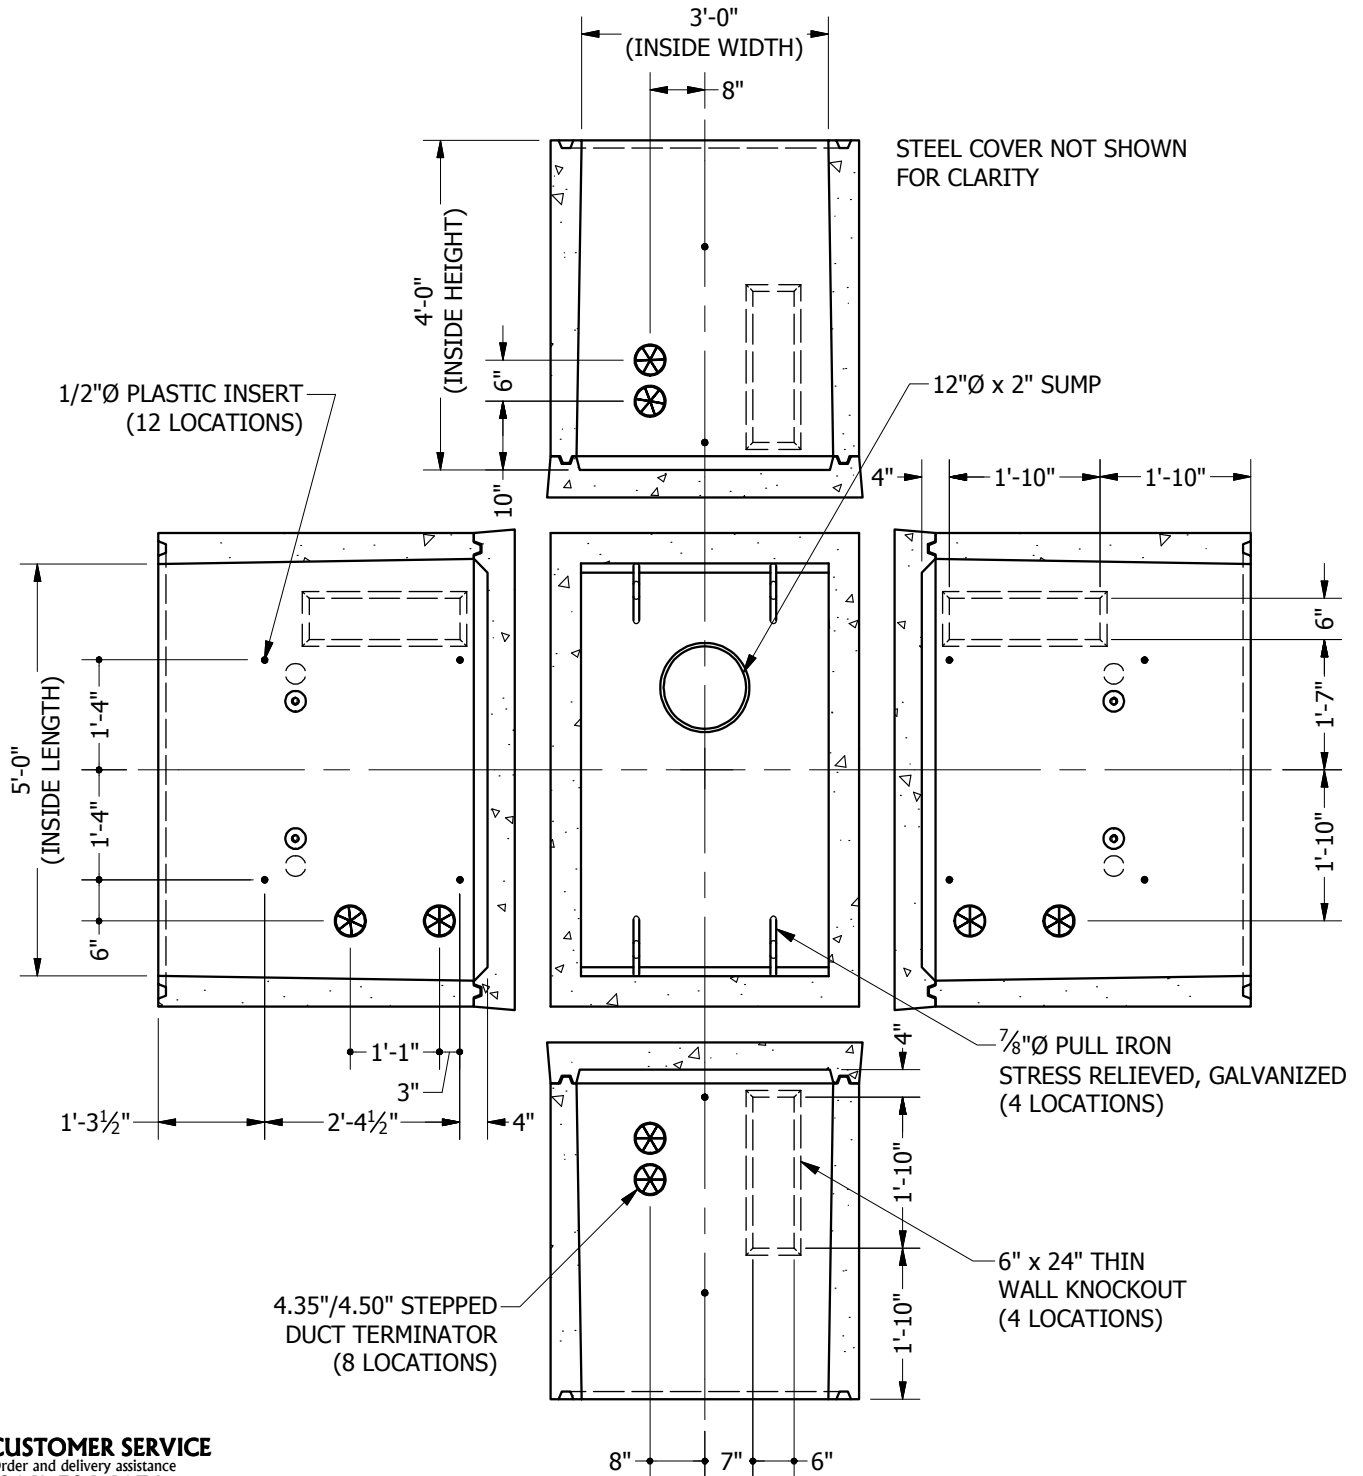 3'-0"
(INSIDE WIDTH)
8"
STEEL COVER NOT SHOWN
FOR CLARITY
4'-0"
(INSIDE HEIGHT)
6"
10"
1/2"Ø PLASTIC INSERT
(12 LOCATIONS)
12"Ø x 2" SUMP
4"
1'-10"
1'-10"
5'-0"
(INSIDE LENGTH)
1'-4"
1'-4"
6"
6"
1'-7"
1'-10"
1'-1"
3"
1'-3½"
2'-4½"
4"
⅞"Ø PULL IRON
STRESS RELIEVED, GALVANIZED
(4 LOCATIONS)
4"
1'-10"
1'-10"
6" x 24" THIN
WALL KNOCKOUT
(4 LOCATIONS)
4.35"/4.50" STEPPED
DUCT TERMINATOR
(8 LOCATIONS)
8"
7"
6"
CUSTOMER SERVICE
order and delivery assistance